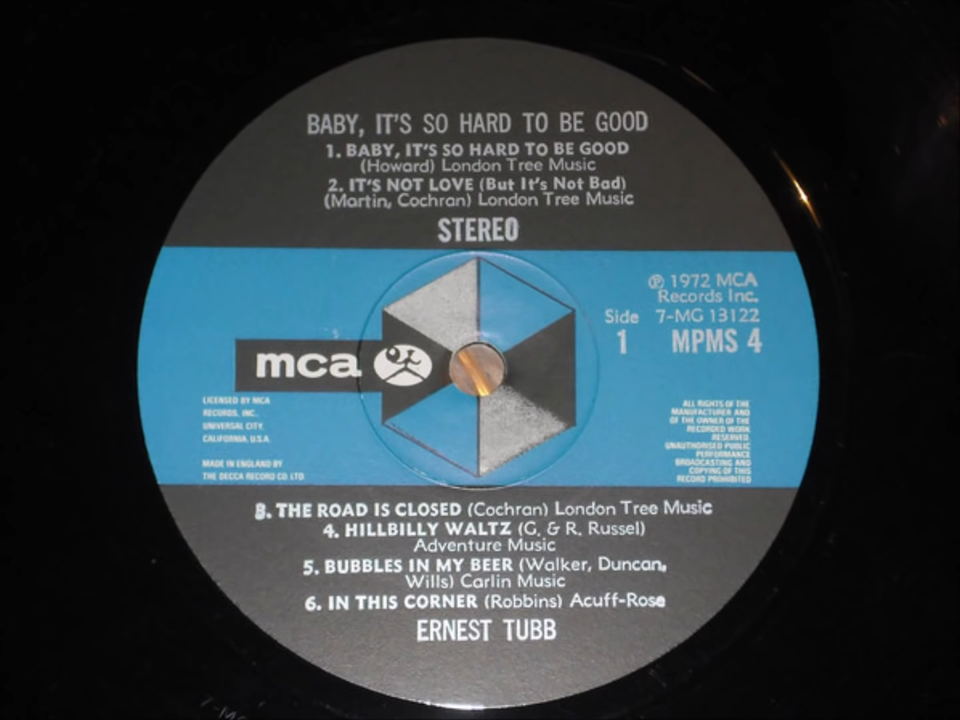 BABY, IT'S SO HARD TO BE GOOD
1. BABY, IT'S SO HARD TO BE GOOD
(Howard) London Tree Music
2. IT'S NOT LOVE (But It's Not Bad)
(Martin, Cochran) London Tree Music
STEREO
℗ 1972 MCA
Records Inc.
Side 7-MG 13122
1 MPMS 4
mca
LICENSED BY MCA
RECORDS, INC.
UNIVERSAL CITY,
CALIFORNIA, U.S.A
MADE IN ENGLAND BY
THE DECCA RECORD CO. LTD.
ALL RIGHTS OF THE
MANUFACTURER AND
OF THE OWNER OF THE
RECORDED WORK
RESERVED.
UNAUTHORISED PUBLIC
PERFORMANCE
BROADCASTING AND
COPYING OF THIS
RECORD PROHIBITED
3. THE ROAD IS CLOSED (Cochran) London Tree Music
4. HILLBILLY WALTZ (G. & R. Russel)
Adventure Music
5. BUBBLES IN MY BEER (Walker, Duncan,
Wills) Carlin Music
6. IN THIS CORNER (Robbins) Acuff-Rose
ERNEST TUBB